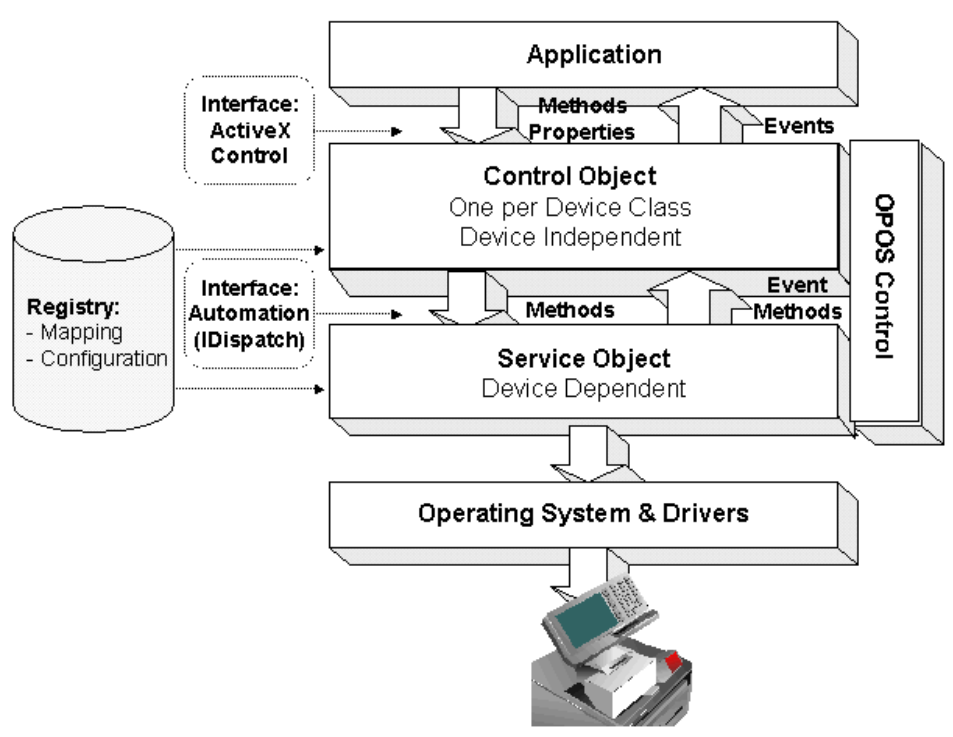 Application
Interface:
ActiveX
Control
Methods
Properties
Events
Control Object
One per Device Class
Device Independent
OPOS Control
Registry:
- Mapping
- Configuration
Interface:
Automation
(IDispatch)
Methods
Event
Methods
Service Object
Device Dependent
Operating System & Drivers